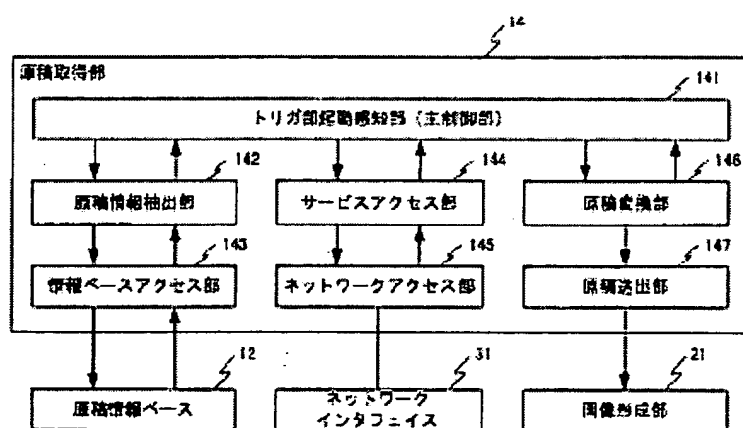 14
原稿取得部
141
トリガ部起動感知部（主制御部）
142
144
146
原稿情報抽出部
サービスアクセス部
原稿変換部
143
145
147
情報ベースアクセス部
ネットワークアクセス部
原稿送出部
12
31
21
原稿情報ベース
ネットワーク
インタフェイス
画像形成部